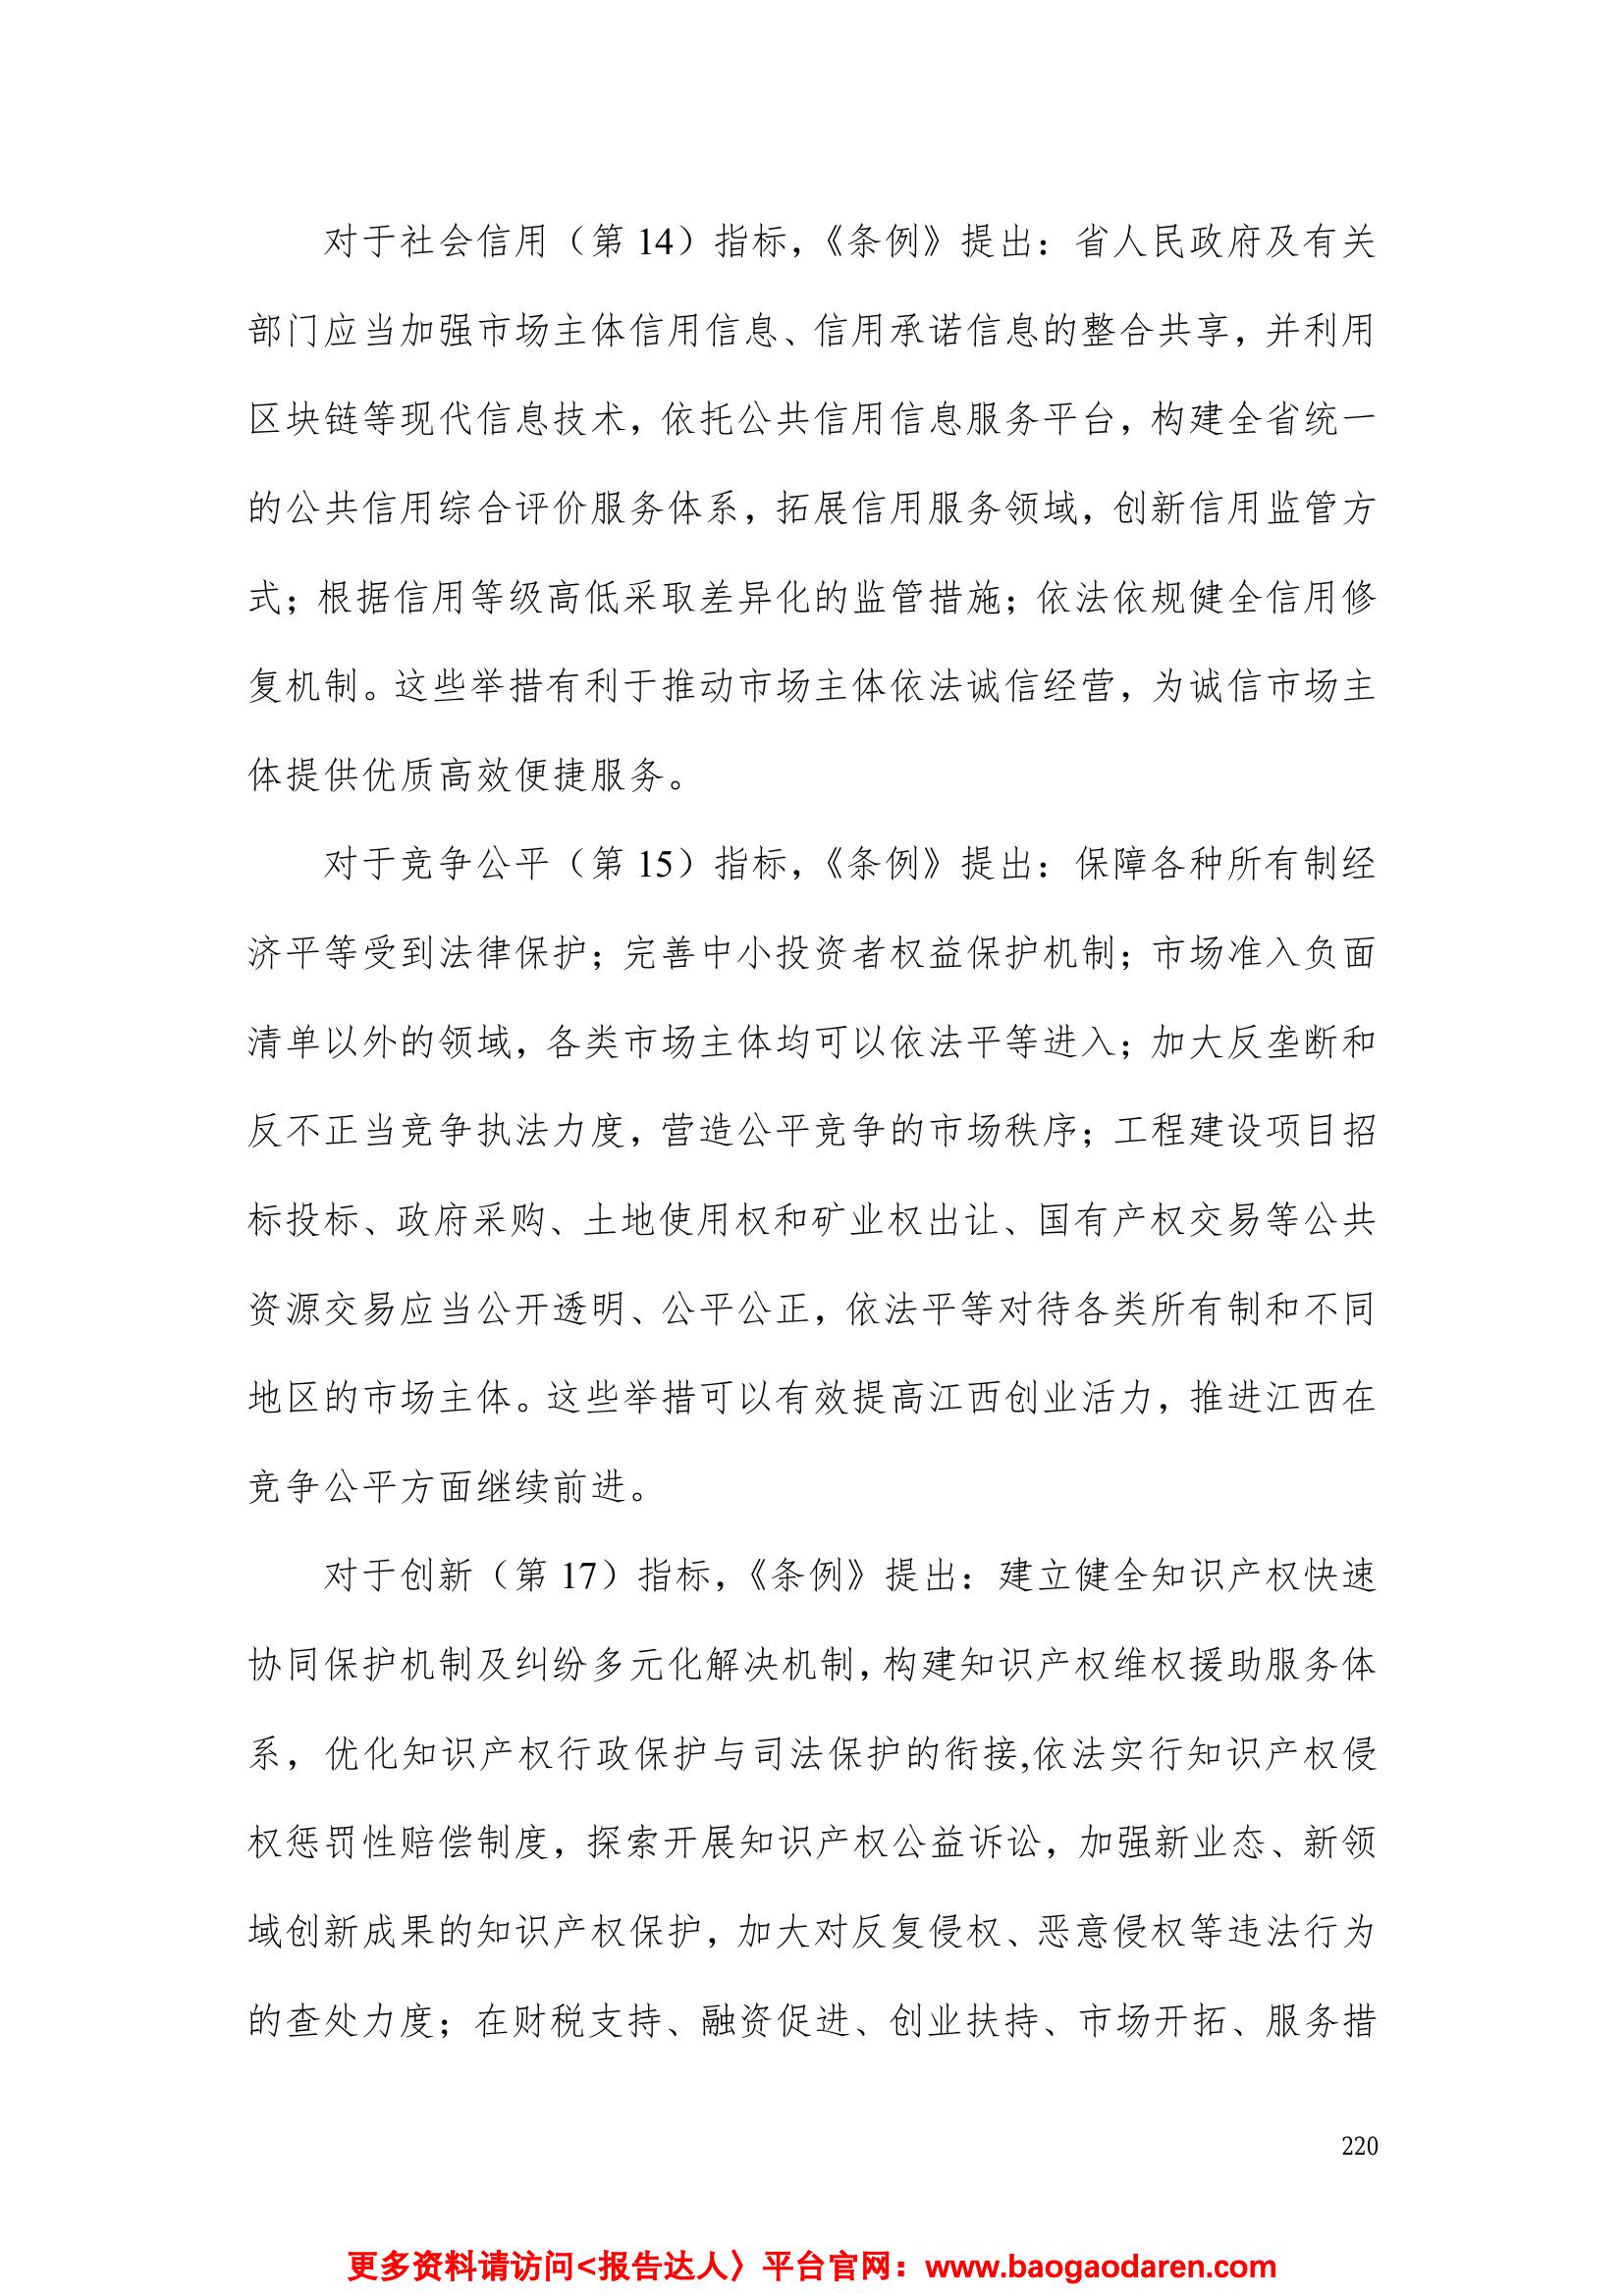 对于社会信用（第 14）指标，《条例》提出：省人民政府及有关
部门应当加强市场主体信用信息、信用承诺信息的整合共享，并利用
区块链等现代信息技术，依托公共信用信息服务平台，构建全省统一
的公共信用综合评价服务体系，拓展信用服务领域，创新信用监管方
式；根据信用等级高低采取差异化的监管措施；依法依规健全信用修
复机制。这些举措有利于推动市场主体依法诚信经营，为诚信市场主
体提供优质高效便捷服务。
对于竞争公平（第 15）指标，《条例》提出：保障各种所有制经
济平等受到法律保护；完善中小投资者权益保护机制；市场准入负面
清单以外的领域，各类市场主体均可以依法平等进入；加大反垄断和
反不正当竞争执法力度，营造公平竞争的市场秩序；工程建设项目招
标投标、政府采购、土地使用权和矿业权出让、国有产权交易等公共
资源交易应当公开透明、公平公正，依法平等对待各类所有制和不同
地区的市场主体。这些举措可以有效提高江西创业活力，推进江西在
竞争公平方面继续前进。
对于创新（第 17）指标，《条例》提出：建立健全知识产权快速
协同保护机制及纠纷多元化解决机制，构建知识产权维权援助服务体
系，优化知识产权行政保护与司法保护的衔接,依法实行知识产权侵
权惩罚性赔偿制度，探索开展知识产权公益诉讼，加强新业态、新领
域创新成果的知识产权保护，加大对反复侵权、恶意侵权等违法行为
的查处力度；在财税支持、融资促进、创业扶持、市场开拓、服务措
220
更多资料请访问<报告达人〉平台官网：www.baogaodaren.com